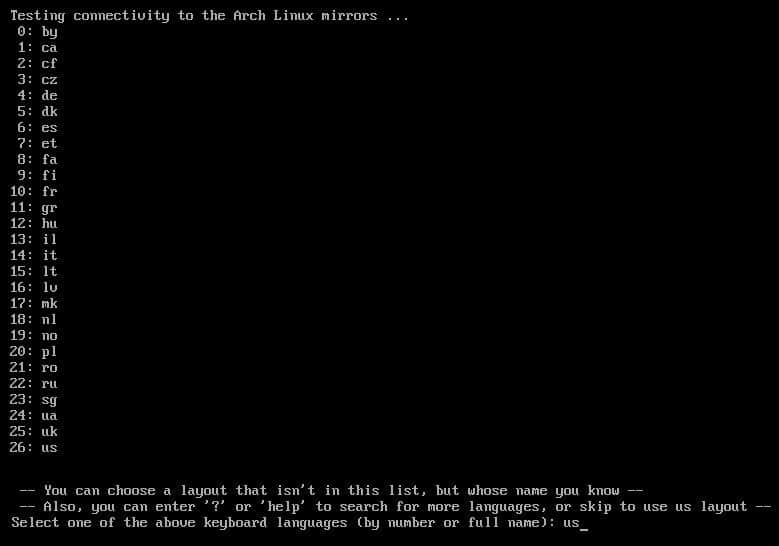 Testing connectivity to the Arch Linux mirrors ...
0: by
1: ca
2: cf
3: cz
4: de
5: dk
6: es
7: et
8: fa
9: fi
10: fr
11: gr
12: hu
13: il
14: it
15: lt
16: lv
17: mk
18: nl
19: no
20: pl
21: ro
22: ru
23: sg
24: ua
25: uk
26: us
-- You can choose a layout that isn't in this list, but whose name you know --
-- Also, you can enter '?' or 'help' to search for more languages, or skip to use us layout --
Select one of the above keyboard languages (by number or full name): us_